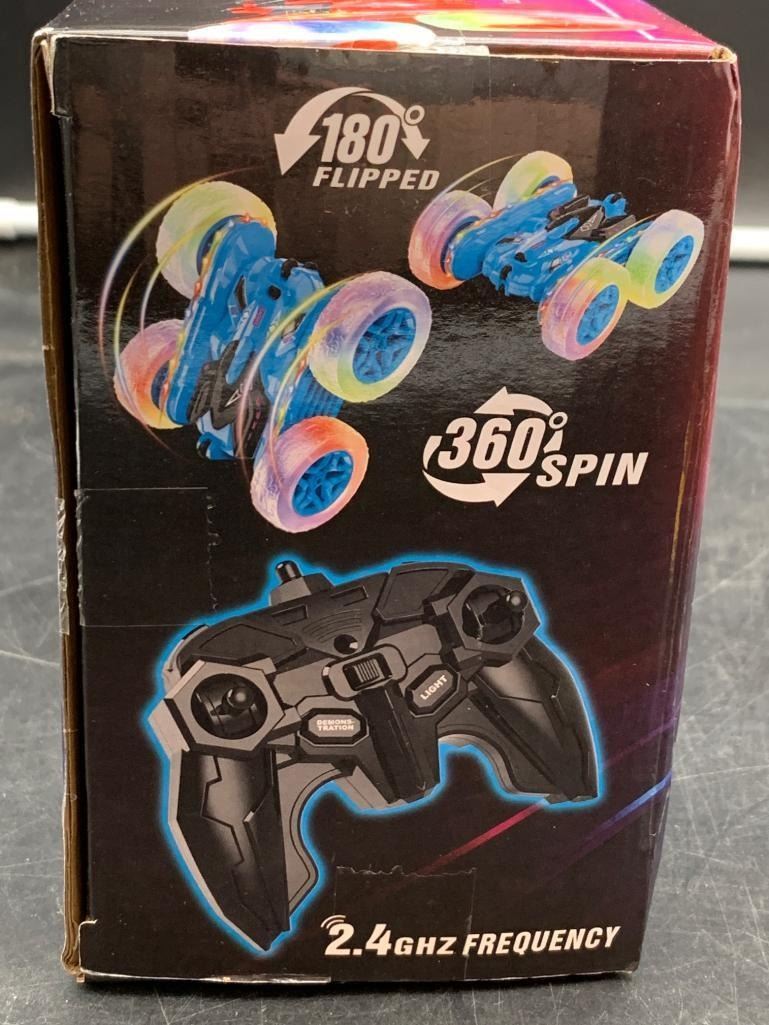 180°
FLIPPED
360°
SPIN
DEMONS-
TRATION
LIGHT
2.4GHZ FREQUENCY